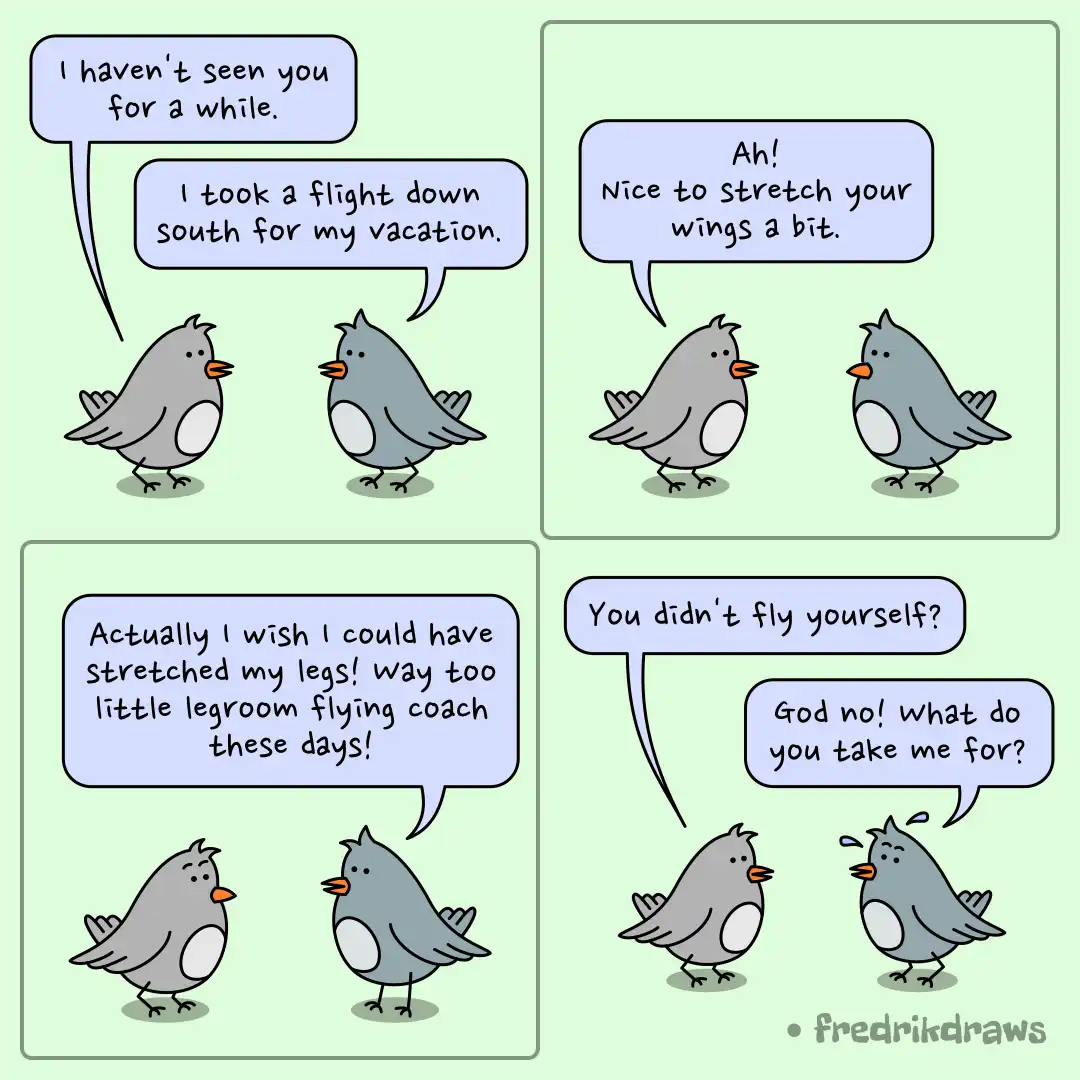 I haven't seen you
for a while.
I took a flight down
south for my vacation.
Ah!
Nice to stretch your
wings a bit.
Actually I wish I could have
stretched my legs! Way too
little legroom flying coach
these days!
You didn't fly yourself?
God no! What do
you take me for?
• fredrikdraws